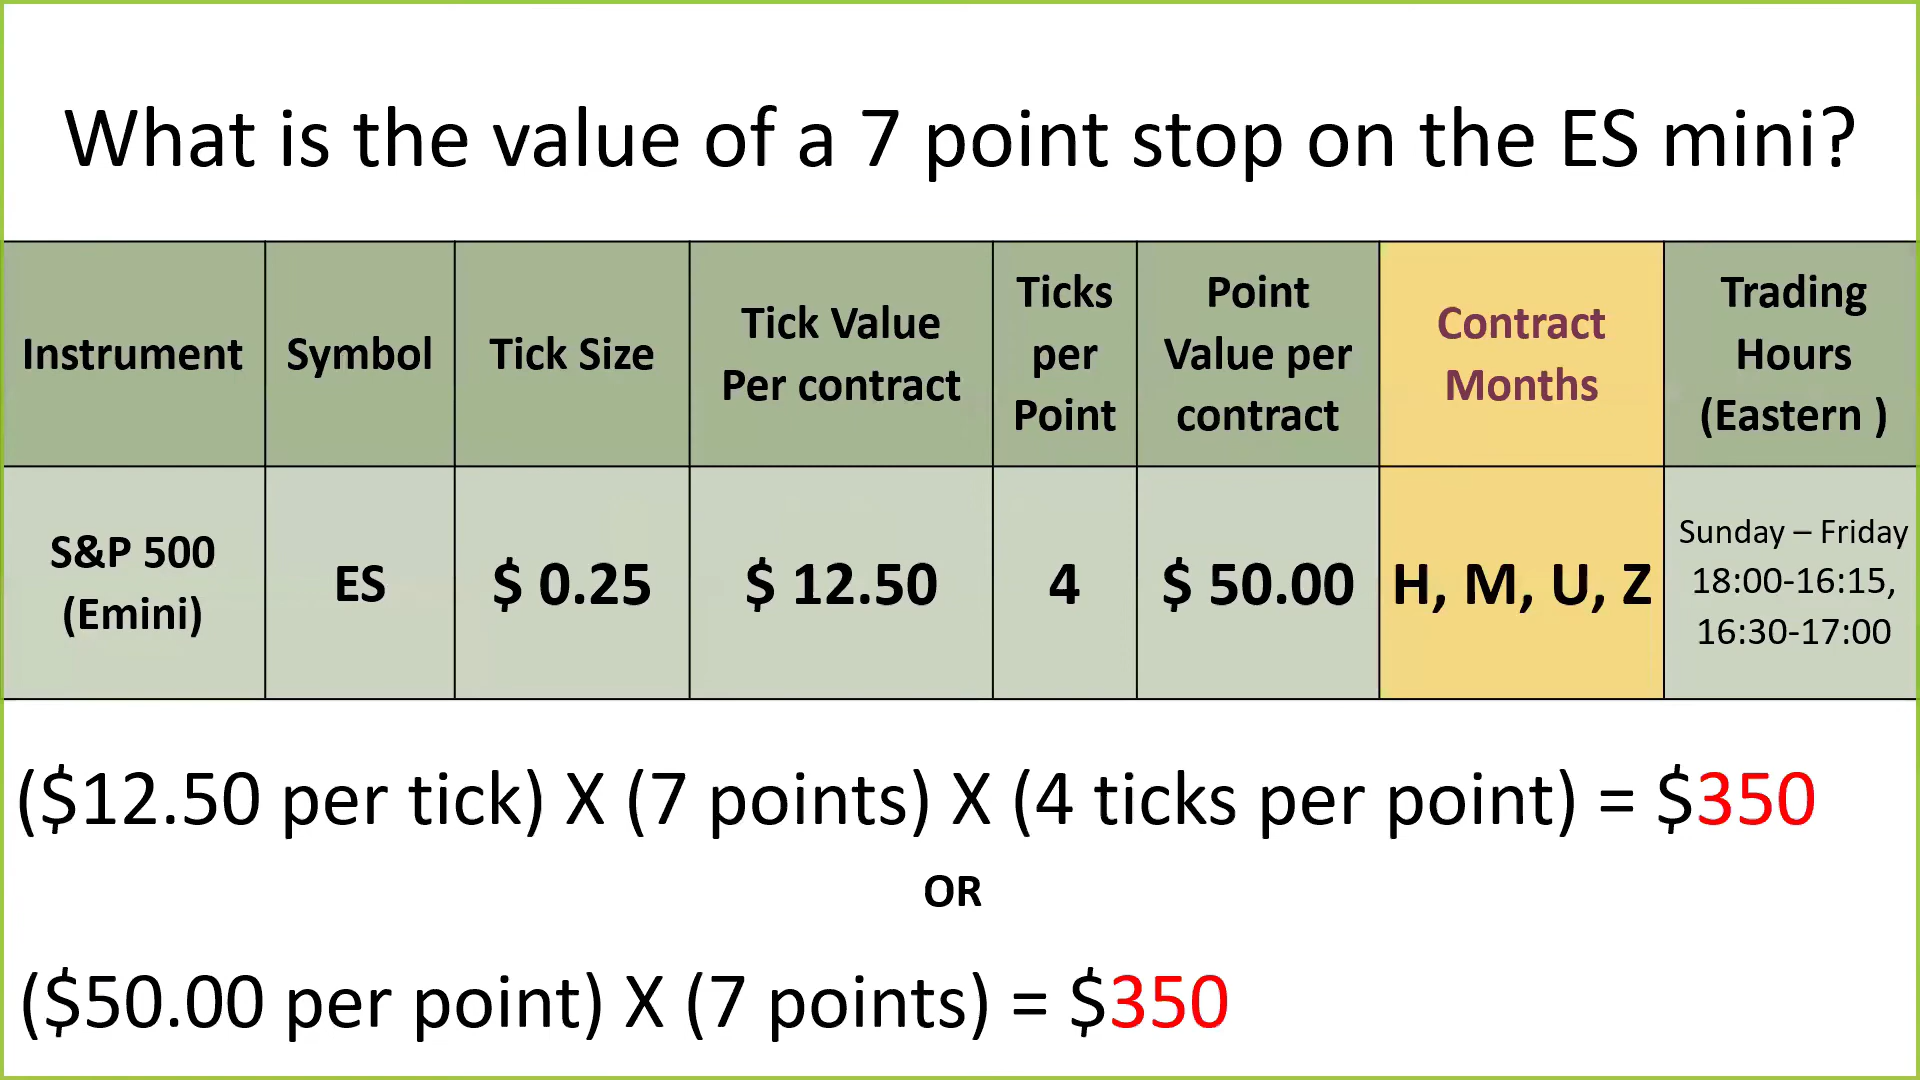 What is the value of a 7 point stop on the ES mini?
Instrument
Symbol
Tick Size
Tick Value
Per contract
Ticks
per
Point
Point
Value per
contract
Contract
Months
Trading
Hours
(Eastern )
S&P 500
(Emini)
ES
$ 0.25
$ 12.50
4
$ 50.00
H, M, U, Z
Sunday – Friday
18:00-16:15,
16:30-17:00
($12.50 per tick) X (7 points) X (4 ticks per point) = $350
OR
($50.00 per point) X (7 points) = $350